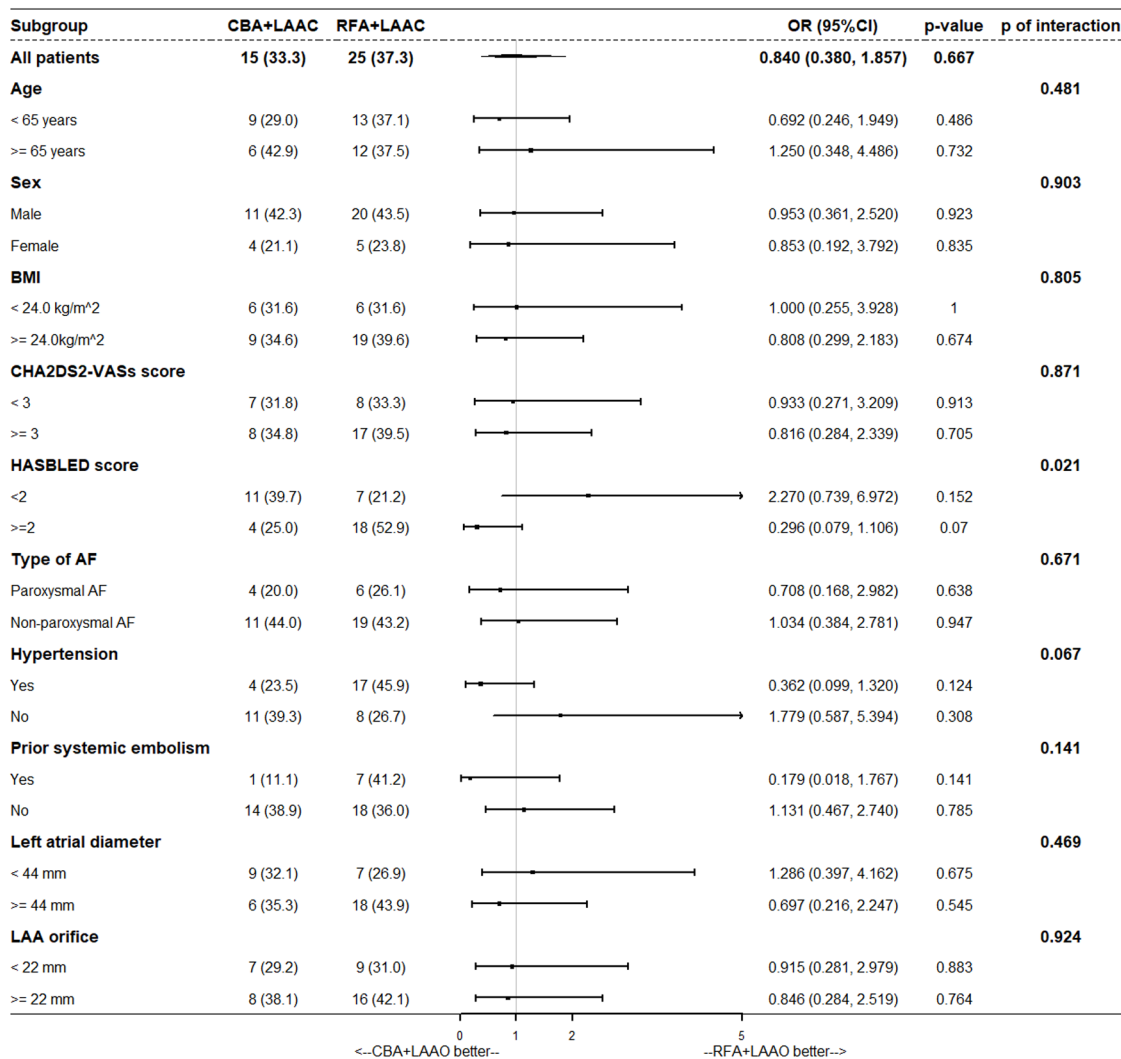 Subgroup CBA+LAAC RFA+LAAC OR (95%CI) p-value p of interaction
All patients 15 (33.3) 25 (37.3) 0.840 (0.380, 1.857) 0.667
Age 0.481
< 65 years 9 (29.0) 13 (37.1) 0.692 (0.246, 1.949) 0.486
>= 65 years 6 (42.9) 12 (37.5) 1.250 (0.348, 4.486) 0.732
Sex 0.903
Male 11 (42.3) 20 (43.5) 0.953 (0.361, 2.520) 0.923
Female 4 (21.1) 5 (23.8) 0.853 (0.192, 3.792) 0.835
BMI 0.805
< 24.0 kg/m^2 6 (31.6) 6 (31.6) 1.000 (0.255, 3.928) 1
>= 24.0kg/m^2 9 (34.6) 19 (39.6) 0.808 (0.299, 2.183) 0.674
CHA2DS2-VASs score 0.871
< 3 7 (31.8) 8 (33.3) 0.933 (0.271, 3.209) 0.913
>= 3 8 (34.8) 17 (39.5) 0.816 (0.284, 2.339) 0.705
HASBLED score 0.021
<2 11 (39.7) 7 (21.2) 2.270 (0.739, 6.972) 0.152
>=2 4 (25.0) 18 (52.9) 0.296 (0.079, 1.106) 0.07
Type of AF 0.671
Paroxysmal AF 4 (20.0) 6 (26.1) 0.708 (0.168, 2.982) 0.638
Non-paroxysmal AF 11 (44.0) 19 (43.2) 1.034 (0.384, 2.781) 0.947
Hypertension 0.067
Yes 4 (23.5) 17 (45.9) 0.362 (0.099, 1.320) 0.124
No 11 (39.3) 8 (26.7) 1.779 (0.587, 5.394) 0.308
Prior systemic embolism 0.141
Yes 1 (11.1) 7 (41.2) 0.179 (0.018, 1.767) 0.141
No 14 (38.9) 18 (36.0) 1.131 (0.467, 2.740) 0.785
Left atrial diameter 0.469
< 44 mm 9 (32.1) 7 (26.9) 1.286 (0.397, 4.162) 0.675
>= 44 mm 6 (35.3) 18 (43.9) 0.697 (0.216, 2.247) 0.545
LAA orifice 0.924
< 22 mm 7 (29.2) 9 (31.0) 0.915 (0.281, 2.979) 0.883
>= 22 mm 8 (38.1) 16 (42.1) 0.846 (0.284, 2.519) 0.764
0 1 2 5
<--CBA+LAAO better-- --RFA+LAAO better-->